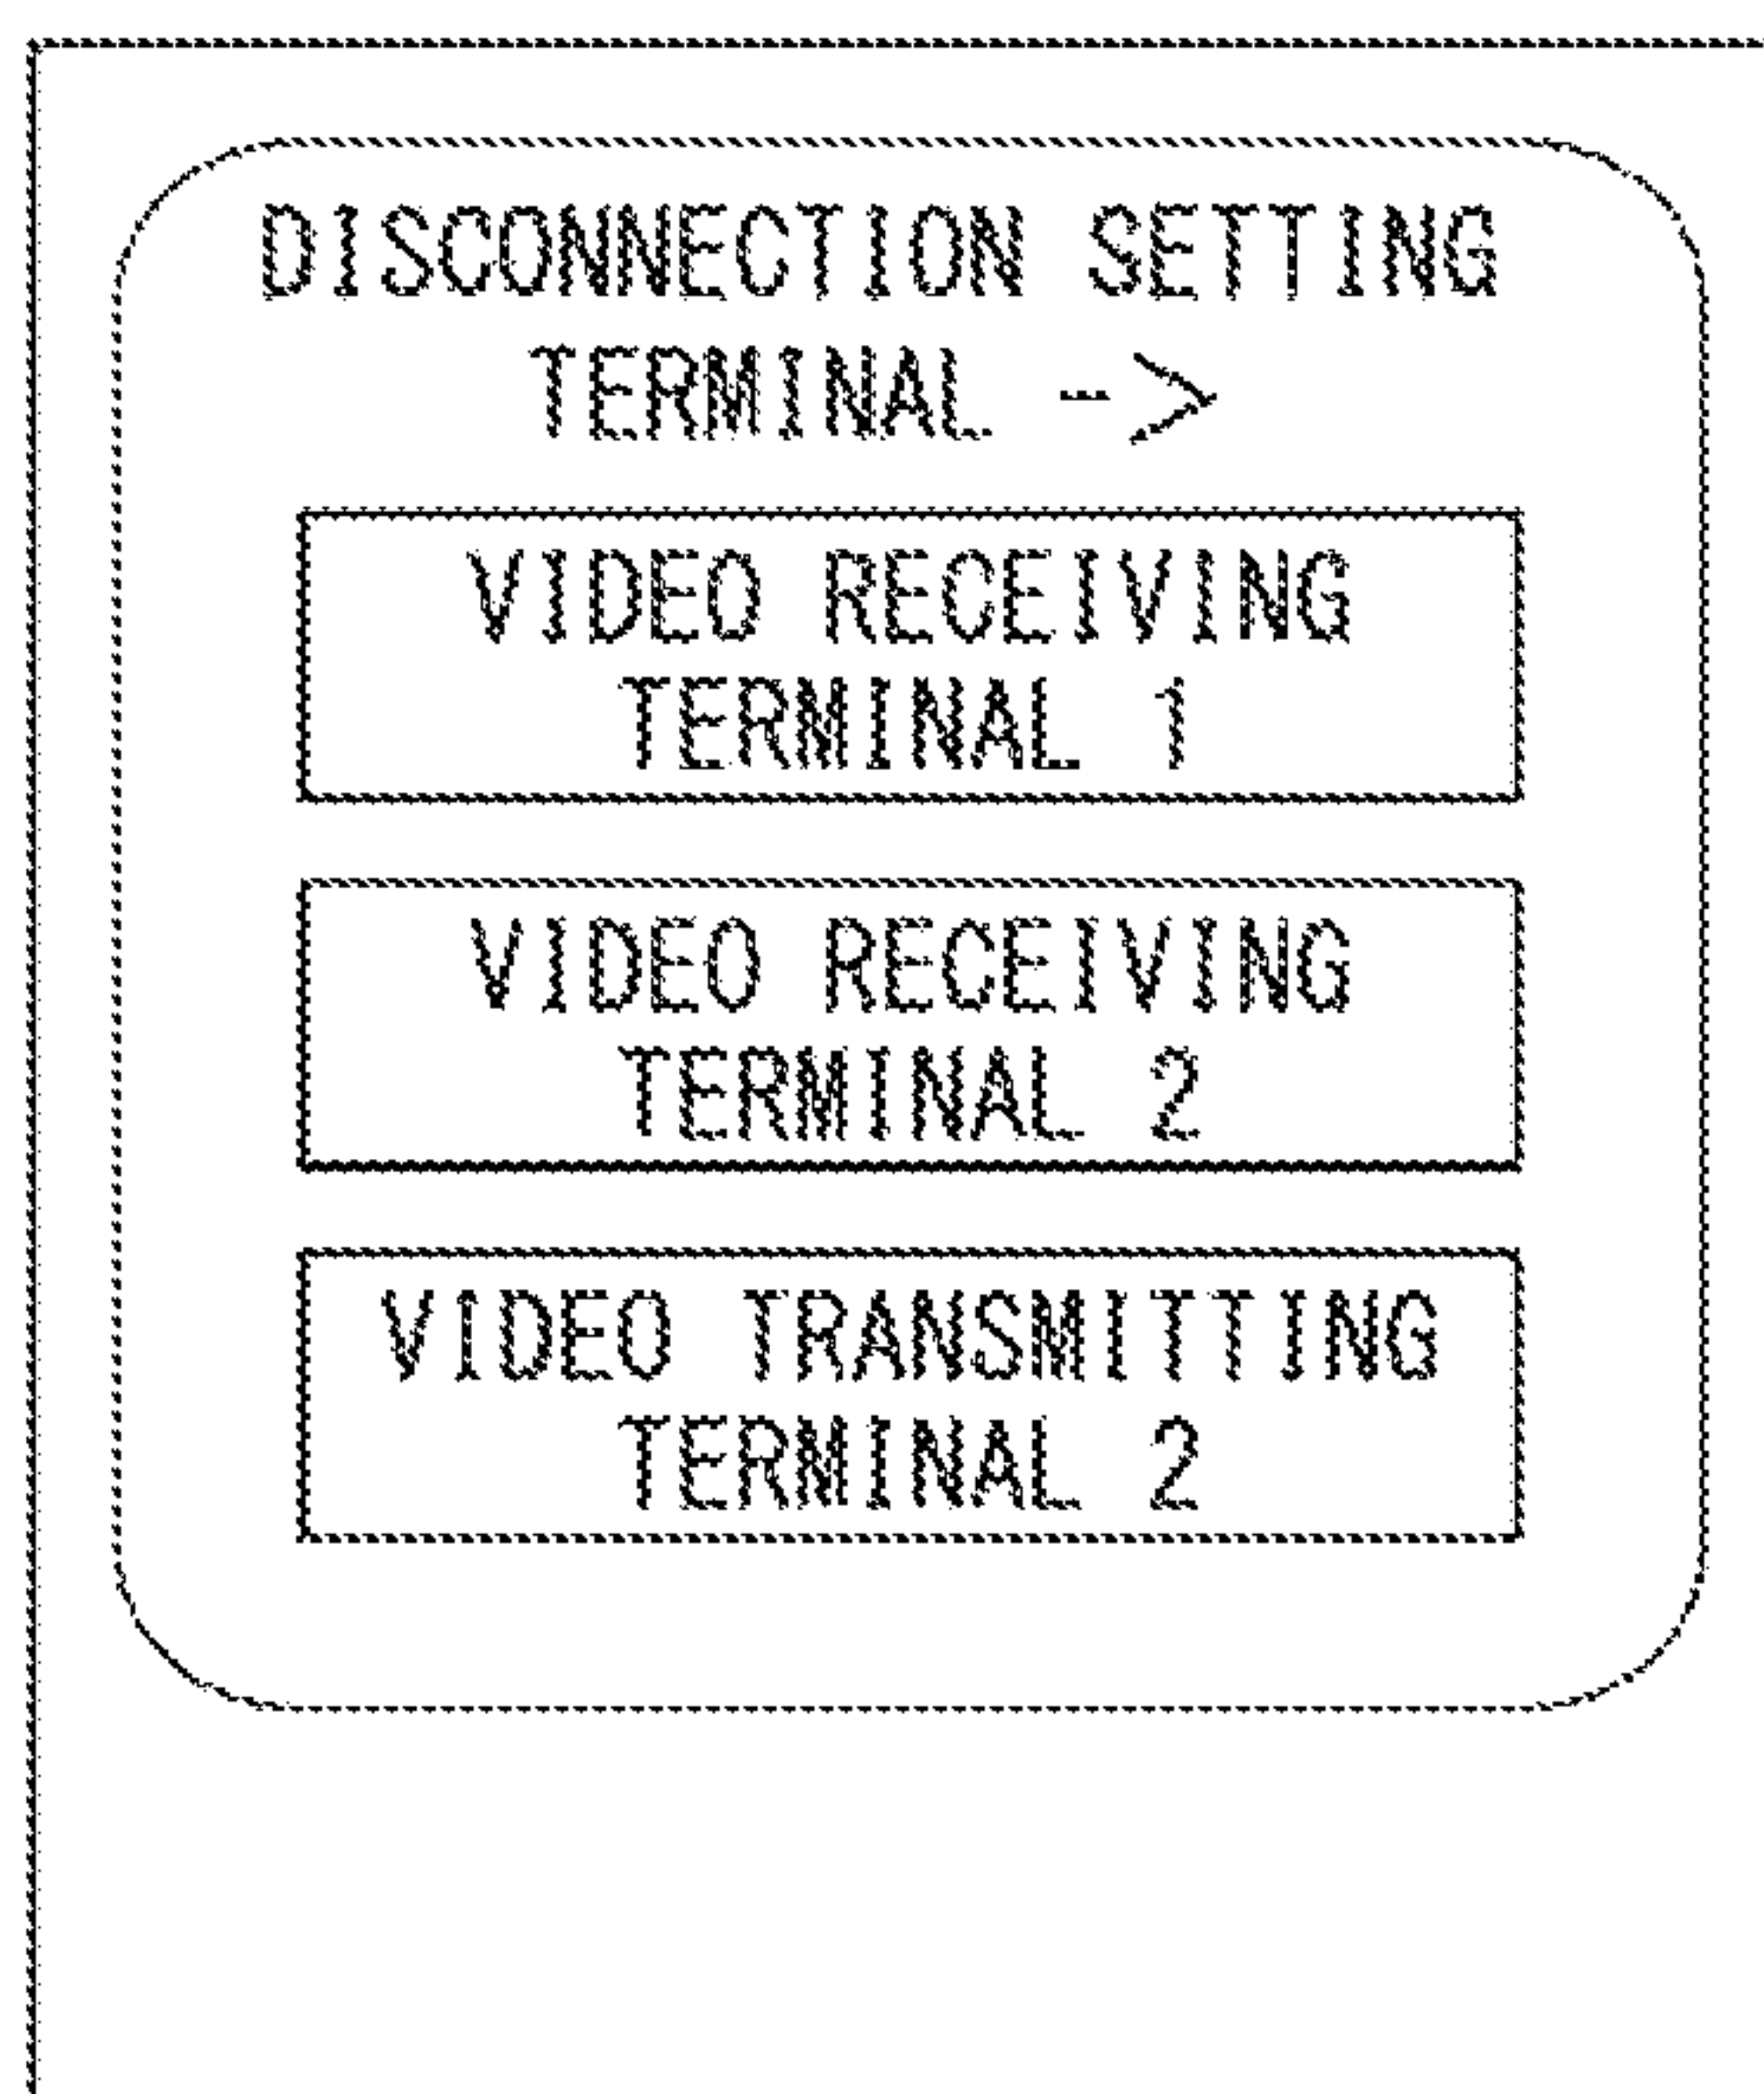 DISCONNECTION SETTING
TERMINAL ->
VIDEO RECEIVING
TERMINAL 1
VIDEO RECEIVING
TERMINAL 2
VIDEO TRANSMITTING
TERMINAL 2